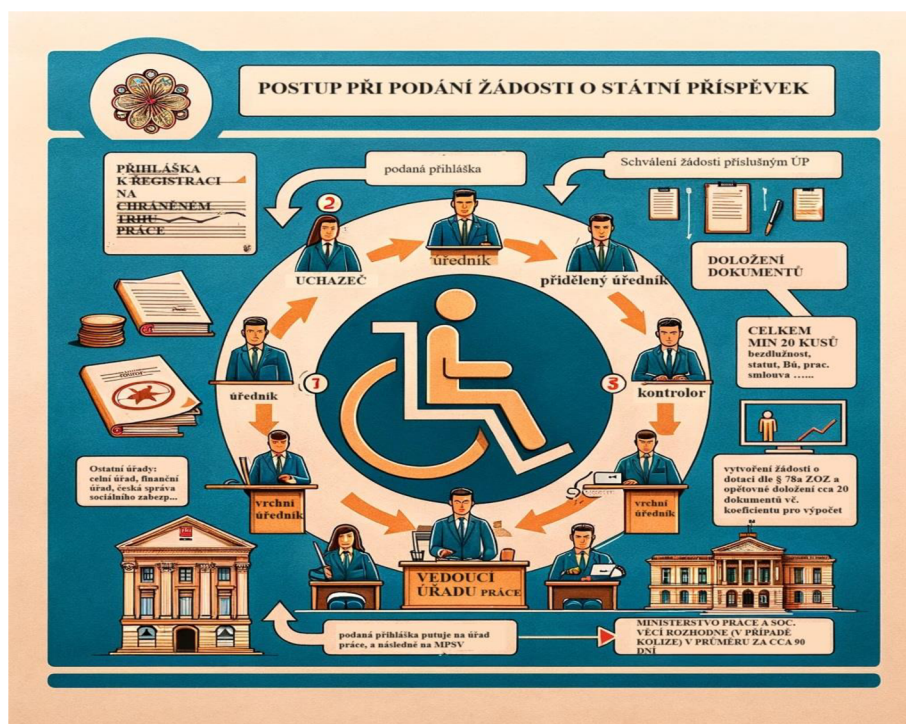 POSTUP PŘI PODÁNÍ ŽÁDOSTI O STÁTNÍ PŘÍSPĚVEK
PŘIHLÁŠKA
K REGISTRACI
NA
CHRÁNĚNÉM
TRHU
PRÁCE
podaná přihláška
Schválení žádosti příslušným ÚP
2
UCHAZEČ
úředník
přidělený úředník
DOLOŽENÍ
DOKUMENTŮ
CELKEM
MIN 20 KUSŮ
bezdlužnost,
statut, Bú, prac.
smlouva ......
1
3
úředník
kontrolor
Ostatní úřady:
celní úřad, finanční
úřad, česká správa
sociálního zabezp...
vrchní
úředník
vrchní
úředník
vytvoření žádosti o
dotaci dle § 78a ZOZ a
opětovné doložení cca 20
dokumentů vč.
koeficientu pro výpočet
VEDOUCI
ÚŘADU PRÁCE
podaná přihláška putuje na úřad
práce, a následné na MPSV
MINISTERSTVO PRACE A SOC.
VĚCÍ ROZHODNE (V PŘÍPADĚ
KOLIZE) V PRŮMĚRU ZA CCA 90
DNÍ